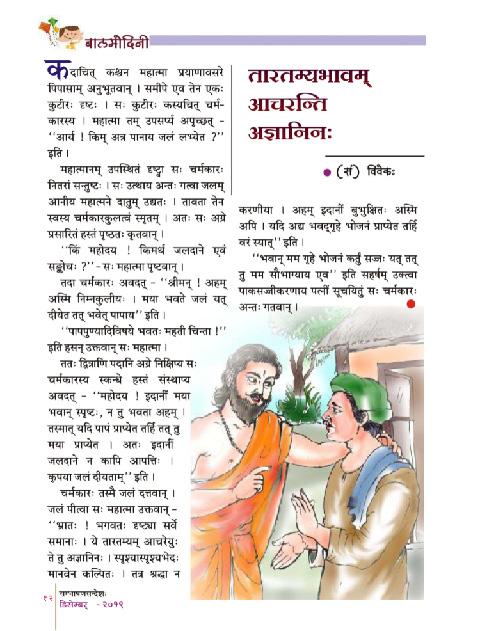 बालमोदिनी
कदाचित् कश्चन महात्मा प्रयाणावसरे
पिपासाम् अनुभूतवान् । समीपे एव तेन एकः
कुटीरः दृष्टः । सः कुटीरः कस्यचित् चर्म-
कारस्य । महात्मा तम् उपसर्प्य अपृच्छत् –
‘‘आर्य ! किम् अत्र पानाय जलं लभ्येत ?’’
इति ।
महात्मानम् उपस्थितं दृष्ट्वा सः चर्मकारः
नितरां सन्तुष्टः । सः उत्थाय अन्तः गत्वा जलम्
आनीय महात्मने दातुम् उद्यतः । तावता तेन
स्वस्य चर्मकारकुलत्वं स्मृतम् । अतः सः अग्रे
प्रसारितं हस्तं पृष्ठतः कृतवान् ।
‘‘किं महोदय ! किमर्थं जलदाने एवं
सङ्कोचः ?’’ – सः महात्मा पृष्टवान् ।
तदा चर्मकारः अवदत् – ‘‘श्रीमन् ! अहम्
अस्मि निम्नकुलीयः । मया भवते जलं यत्
दीयेत तत् भवेत् पापाय’’ इति ।
‘‘पापपुण्यादिविषये भवतः महती चिन्ता !’’
इति हसन् उक्तवान् सः महात्मा ।
ततः द्वित्राणि पदानि अग्रे निक्षिप्य सः
चर्मकारस्य स्कन्धे हस्तं संस्थाप्य
अवदत् – ‘‘महोदय ! इदानीं मया
भवान् स्पृष्टः, न तु भवता अहम् ।
तस्मात् यदि पापं प्राप्येत तर्हि तत् तु
मया प्राप्येत । अतः इदानीं
जलदाने न कापि आपत्तिः ।
कृपया जलं दीयताम्’’ इति ।
चर्मकारः तस्मै जलं दत्तवान् ।
जलं पीत्वा सः महात्मा उक्तवान् –
‘‘भ्रातः ! भगवतः दृष्ट्या सर्वे
समानाः । ये तारतम्यम् आचरेयुः
ते तु अज्ञानिनः । स्पृश्यास्पृश्यभेदः
मानवेन कल्पितः । तत्र श्रद्धा न
तारतम्यभावम्
आचरन्ति
अज्ञानिनः
● (सं) विवेकः
करणीया । अहम् इदानीं बुभुक्षितः अस्मि
अपि । यदि अद्य भवद्गृहे भोजनं प्राप्येत तर्हि
वरं स्यात्’’ इति ।
‘‘भवान् मम गृहे भोजनं कर्तुं सज्जः यत् तत्
तु मम सौभाग्याय एव’’ इति सहर्षम् उक्त्वा
पाकसज्जीकरणाय पत्नीं सूचयितुं सः चर्मकारः
अन्तः गतवान् ।
१२
सम्भाषणसन्देशः
डिसेम्बर् - २०१९